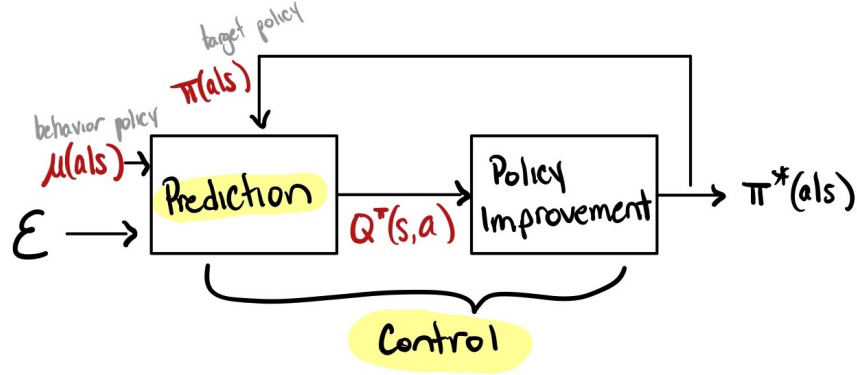 target policy
π(a|s)
behavior policy
μ(a|s)
Prediction
Policy
Improvement
π*(a|s)
Qπ(s,a)
ε
Control